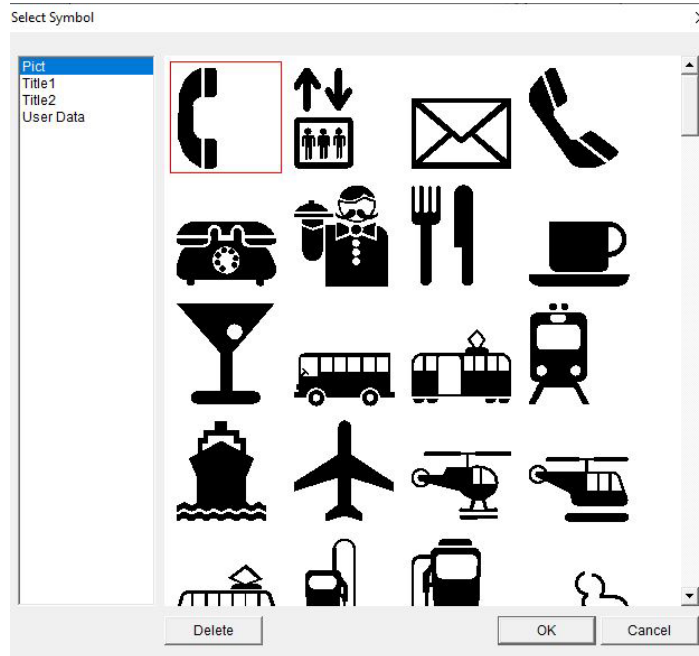 Select Symbol
Pict
Title1
Title2
User Data
Delete
OK
Cancel